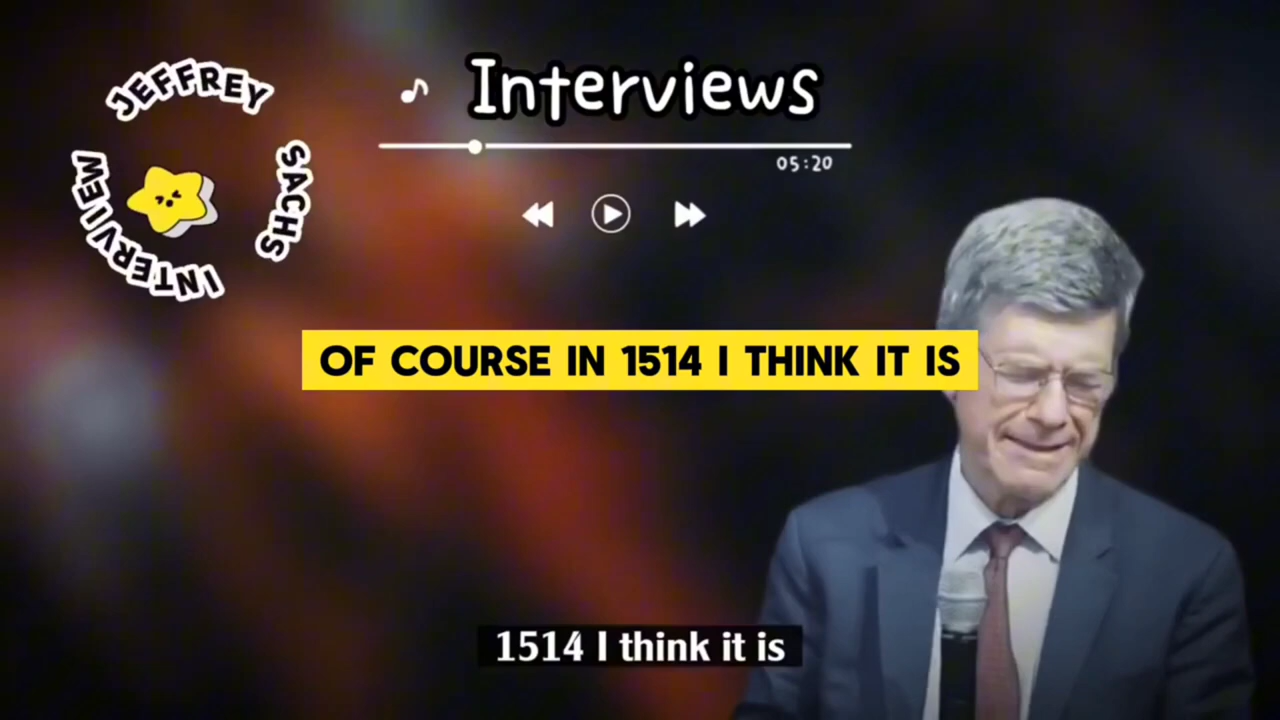 JEFFREY
SACHS
INTERVIEW
Interviews
05:20
OF COURSE IN 1514 I THINK IT IS
1514 I think it is